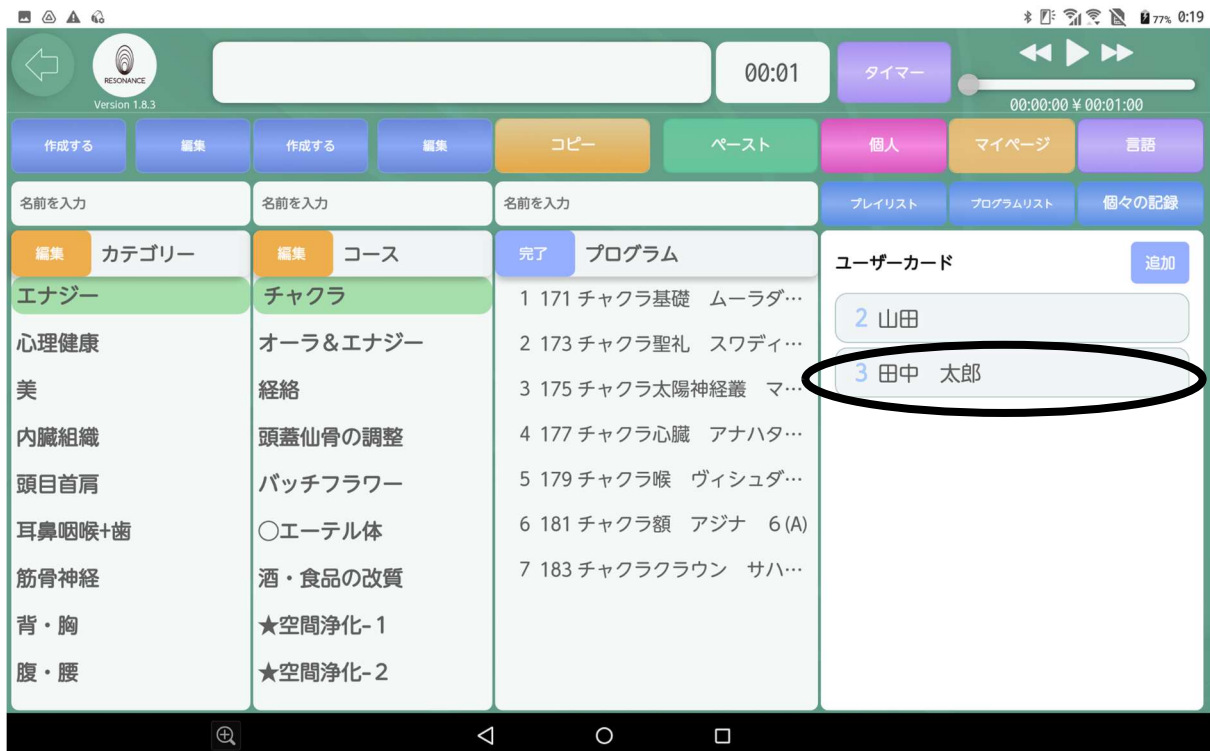 77% 0:19
RESONANCE
Version 1.8.3
00:01
タイマー
00:00:00 ¥ 00:01:00
作成する 編集 作成する 編集 コピー ペースト 個人 マイページ 言語
名前を入力 名前を入力 名前を入力 プレイリスト プログラムリスト 個々の記録
編集 カテゴリー 編集 コース 完了 プログラム
エナジー
心理健康
美
内臓組織
頭目首肩
耳鼻咽喉+歯
筋骨神経
背・胸
腹・腰
チャクラ
オーラ&エナジー
経絡
頭蓋仙骨の調整
バッチフラワー
○エーテル体
酒・食品の改質
★空間浄化-1
★空間浄化-2
1 171 チャクラ基礎 ムーラダ…
2 173 チャクラ聖礼 スワディ…
3 175 チャクラ太陽神経叢 マ…
4 177 チャクラ心臓 アナハタ…
5 179 チャクラ喉 ヴィシュダ…
6 181 チャクラ額 アジナ 6(A)
7 183 チャクラクラウン サハ…
ユーザーカード 追加
2 山田
3 田中 太郎